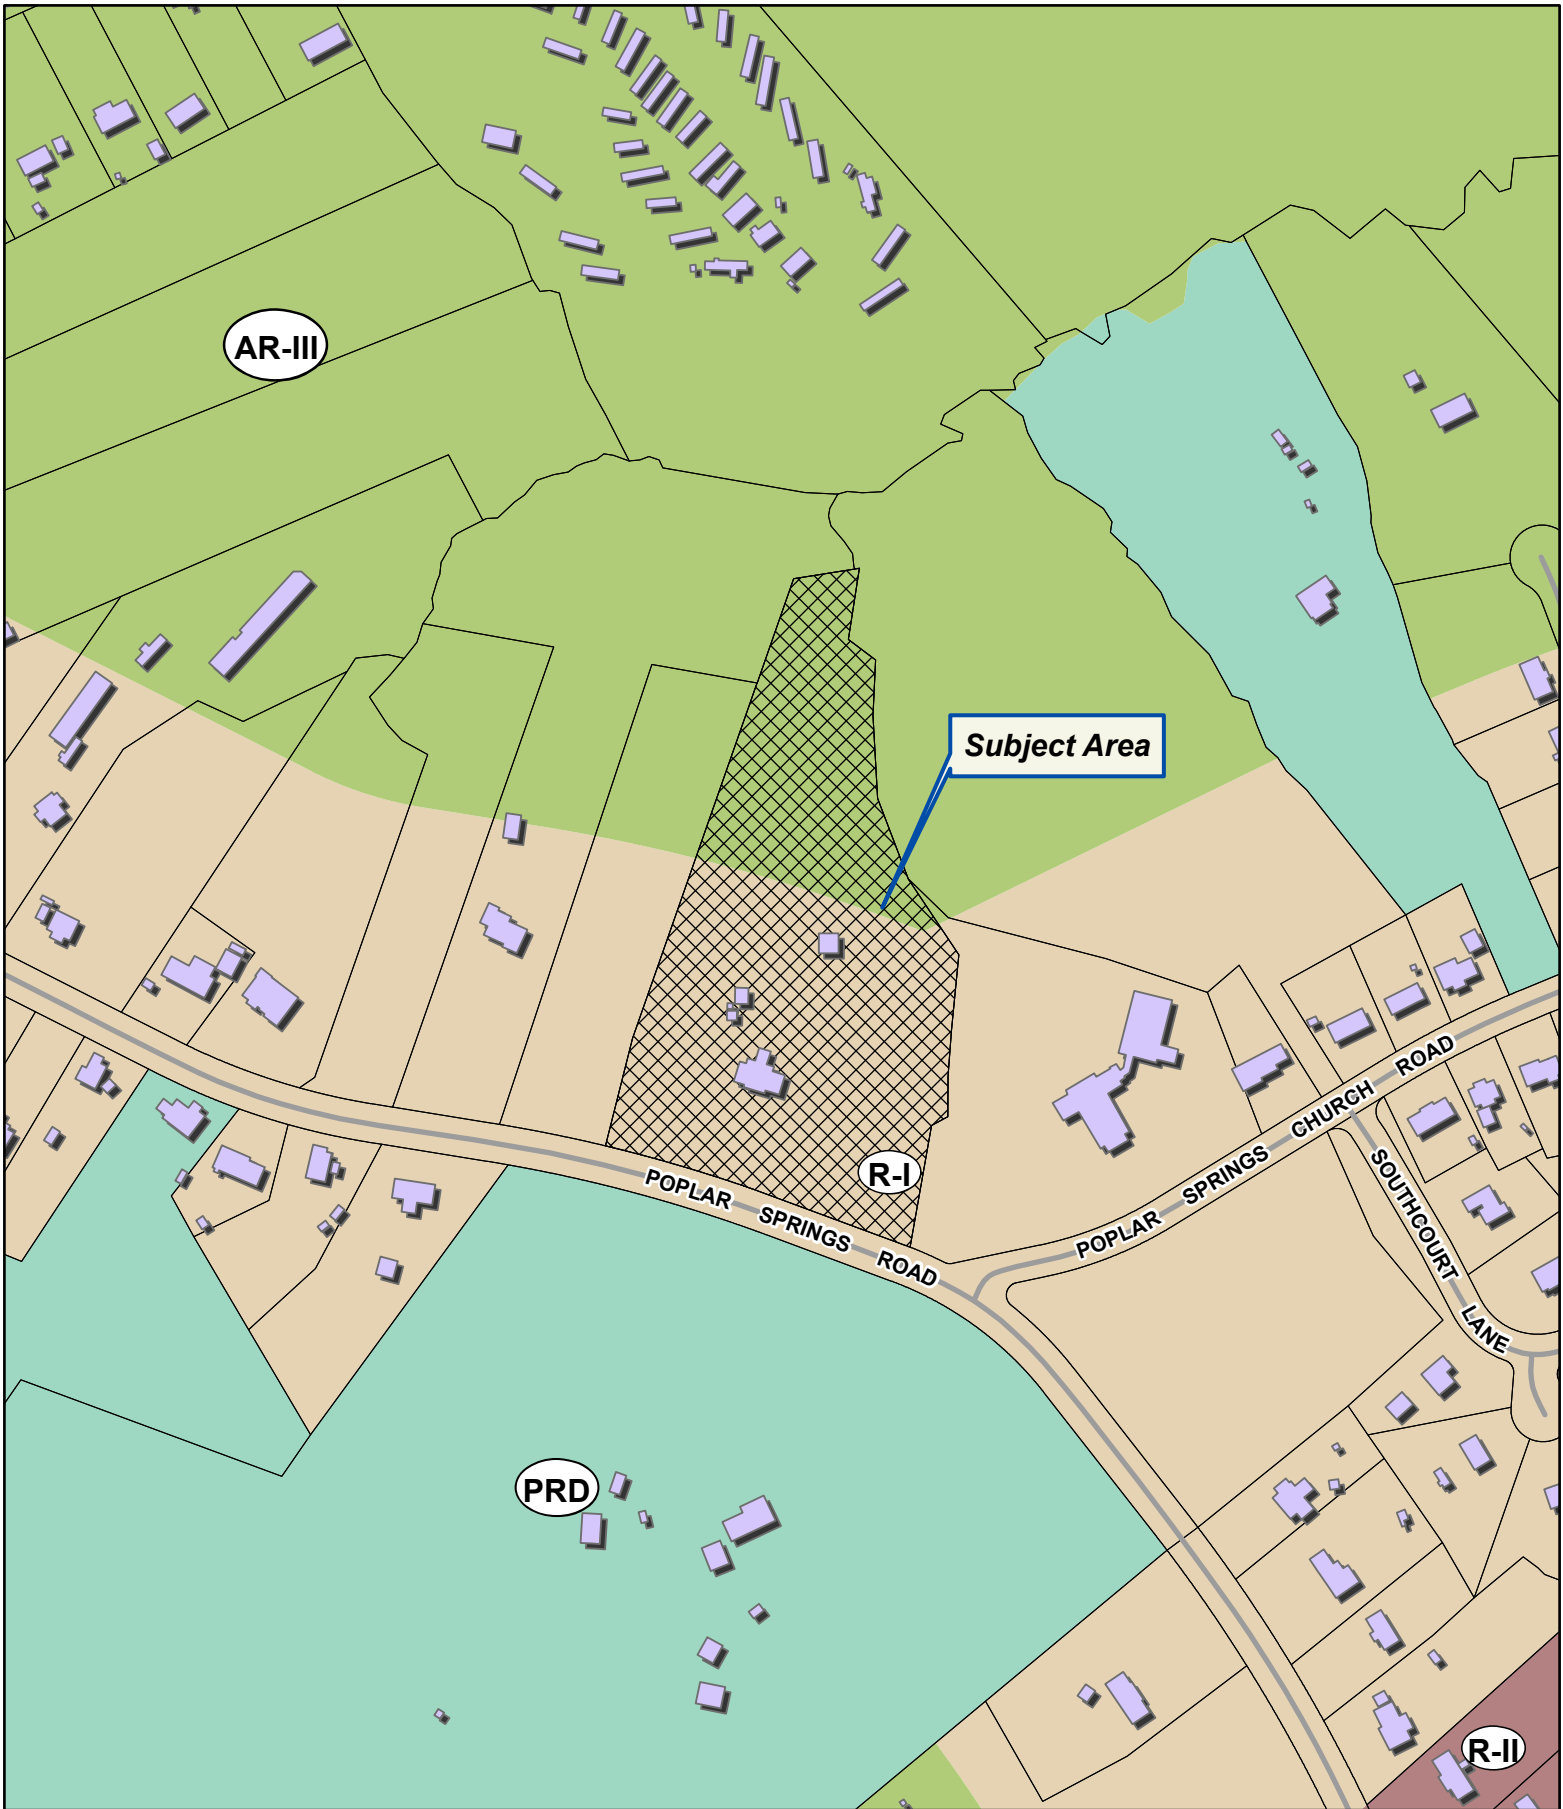 AR-III
Subject Area
R-I
POPLAR SPRINGS ROAD
POPLAR SPRINGS CHURCH ROAD
SOUTHCOURT LANE
PRD
R-II